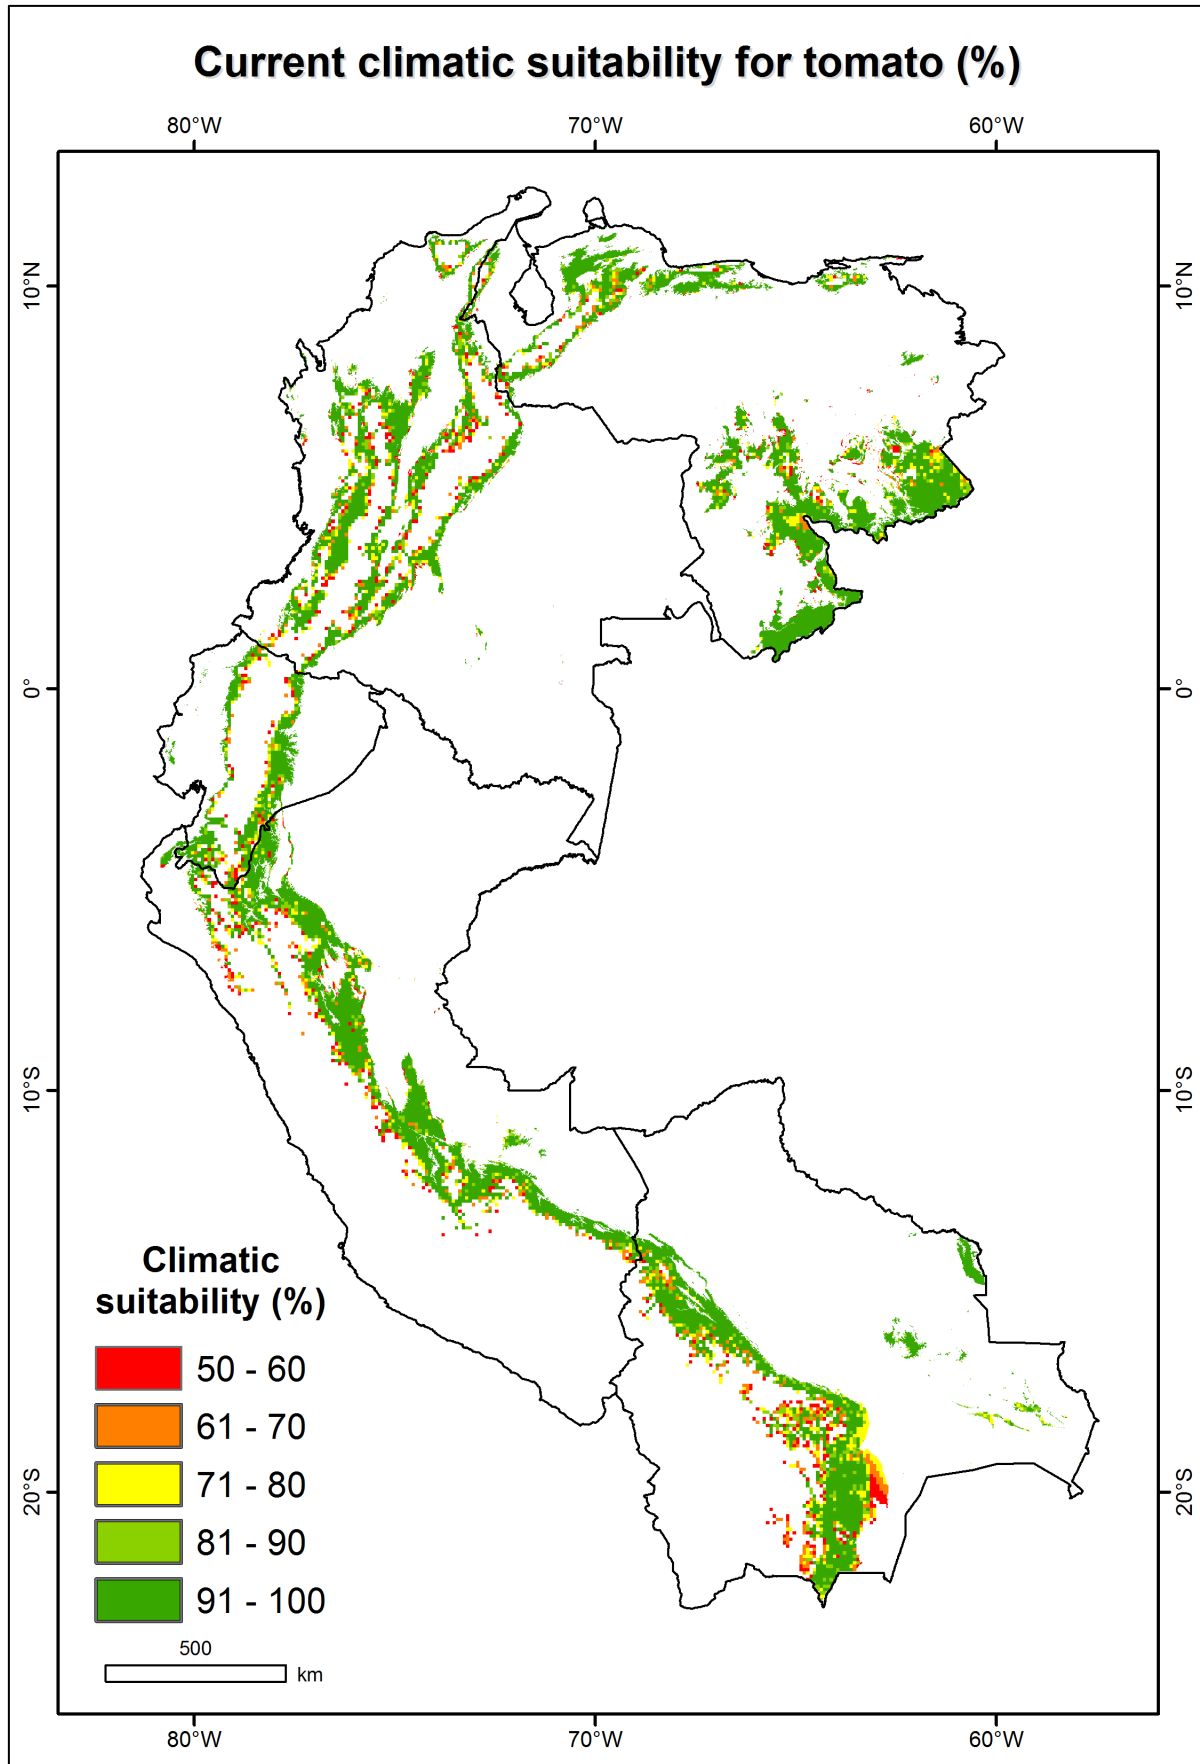 Current climatic suitability for tomato (%)
80°W 70°W 60°W
10°N 10°N
0° 0°
10°S 10°S
Climatic
suitability (%)
50 - 60
61 - 70
71 - 80
81 - 90
91 - 100
20°S 20°S
500
km
80°W 70°W 60°W